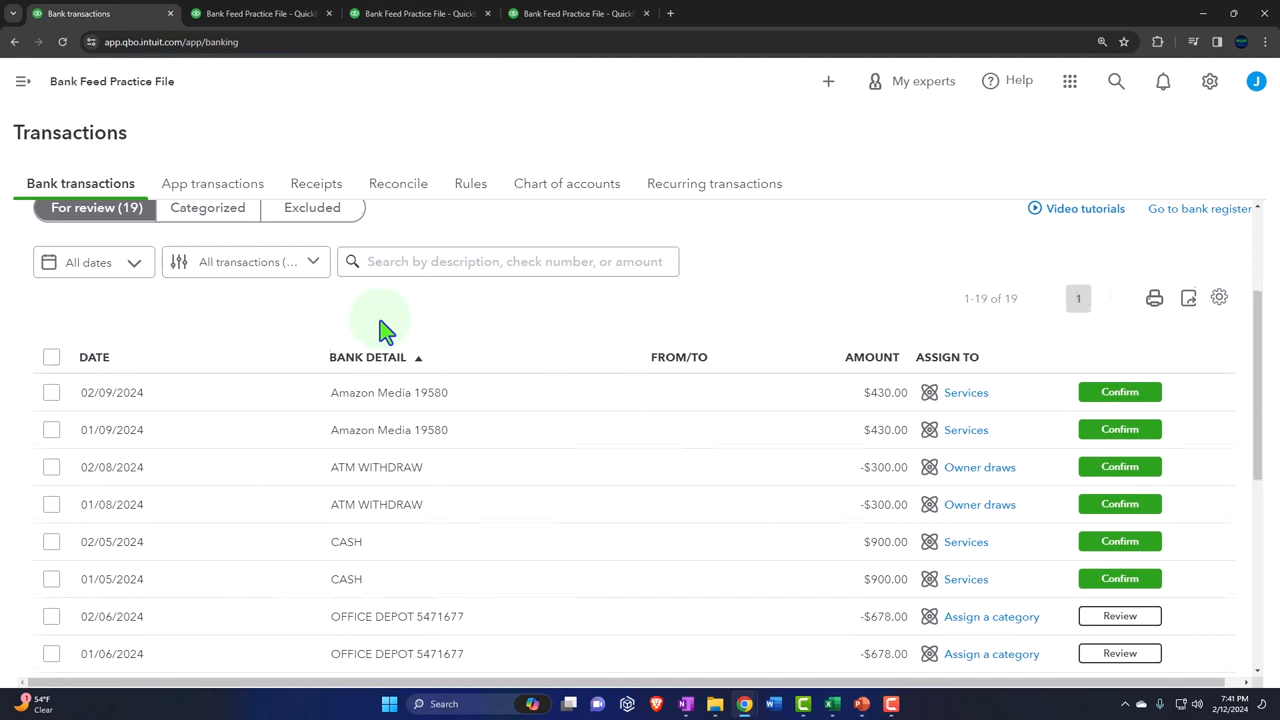 Bank transactions
Bank Feed Practice File – Quick
Bank Feed Practice File – Quick
Bank Feed Practice File – Quick
app.qbo.intuit.com/app/banking
Bank Feed Practice File
My experts
Help
J
Transactions
Bank transactions App transactions Receipts Reconcile Rules Chart of accounts Recurring transactions
For review (19) Categorized Excluded
Video tutorials Go to bank register
All dates All transactions (... Search by description, check number, or amount
1-19 of 19 1
DATE BANK DETAIL FROM/TO AMOUNT ASSIGN TO
02/09/2024 Amazon Media 19580 $430.00 Services Confirm
01/09/2024 Amazon Media 19580 $430.00 Services Confirm
02/08/2024 ATM WITHDRAW -$300.00 Owner draws Confirm
01/08/2024 ATM WITHDRAW -$300.00 Owner draws Confirm
02/05/2024 CASH $900.00 Services Confirm
01/05/2024 CASH $900.00 Services Confirm
02/06/2024 OFFICE DEPOT 5471677 -$678.00 Assign a category Review
01/06/2024 OFFICE DEPOT 5471677 -$678.00 Assign a category Review
54°F
Clear
Search
7:41 PM
2/12/2024